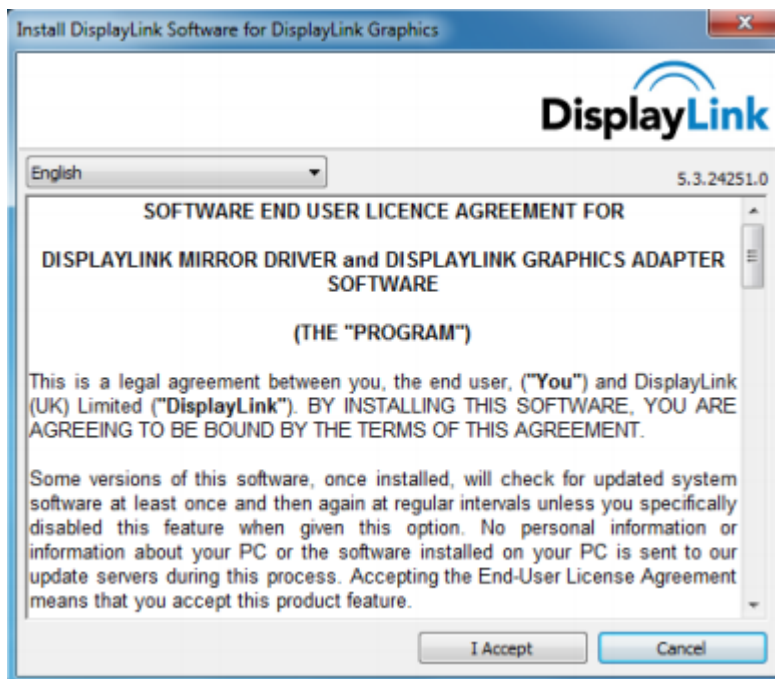 Install DisplayLink Software for DisplayLink Graphics
DisplayLink
English
5.3.24251.0
SOFTWARE END USER LICENCE AGREEMENT FOR
DISPLAYLINK MIRROR DRIVER and DISPLAYLINK GRAPHICS ADAPTER
SOFTWARE
(THE "PROGRAM")
This is a legal agreement between you, the end user, ("You") and DisplayLink
(UK) Limited ("DisplayLink"). BY INSTALLING THIS SOFTWARE, YOU ARE
AGREEING TO BE BOUND BY THE TERMS OF THIS AGREEMENT.
Some versions of this software, once installed, will check for updated system
software at least once and then again at regular intervals unless you specifically
disabled this feature when given this option. No personal information or
information about your PC or the software installed on your PC is sent to our
update servers during this process. Accepting the End-User License Agreement
means that you accept this product feature.
I Accept
Cancel